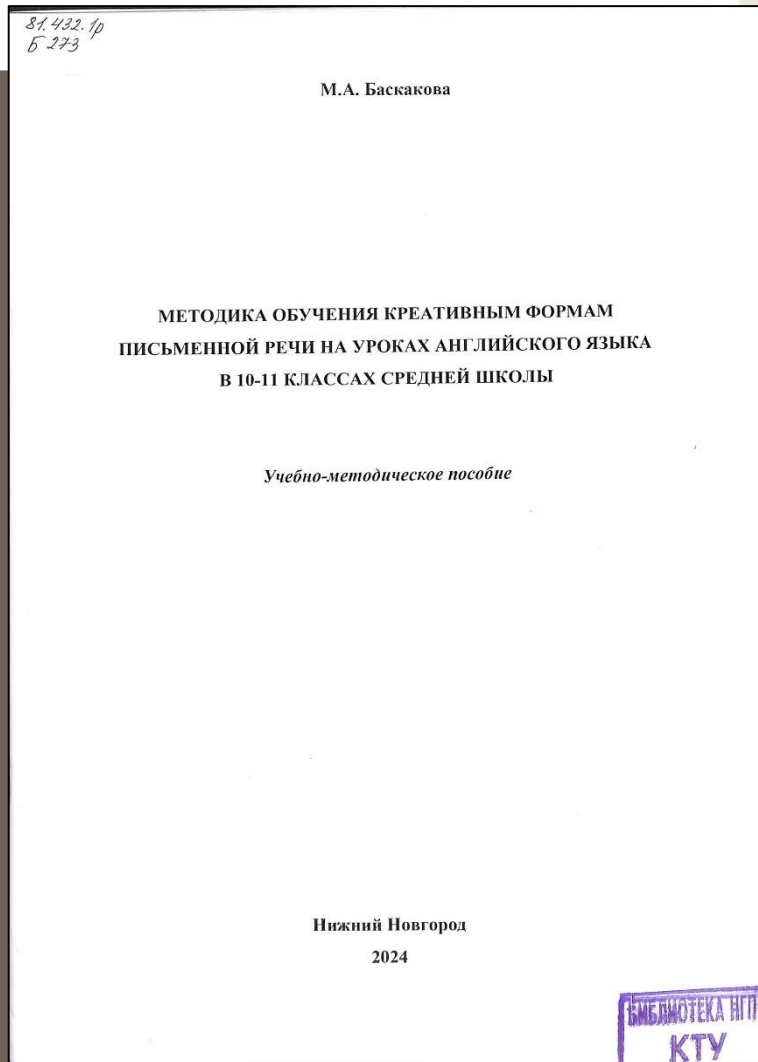 81.432.1р
Б 273
М.А. Баскакова
МЕТОДИКА ОБУЧЕНИЯ КРЕАТИВНЫМ ФОРМАМ
ПИСЬМЕННОЙ РЕЧИ НА УРОКАХ АНГЛИЙСКОГО ЯЗЫКА
В 10-11 КЛАССАХ СРЕДНЕЙ ШКОЛЫ
Учебно-методическое пособие
Нижний Новгород
2024
БИБЛИОТЕКА НГП
КТУ